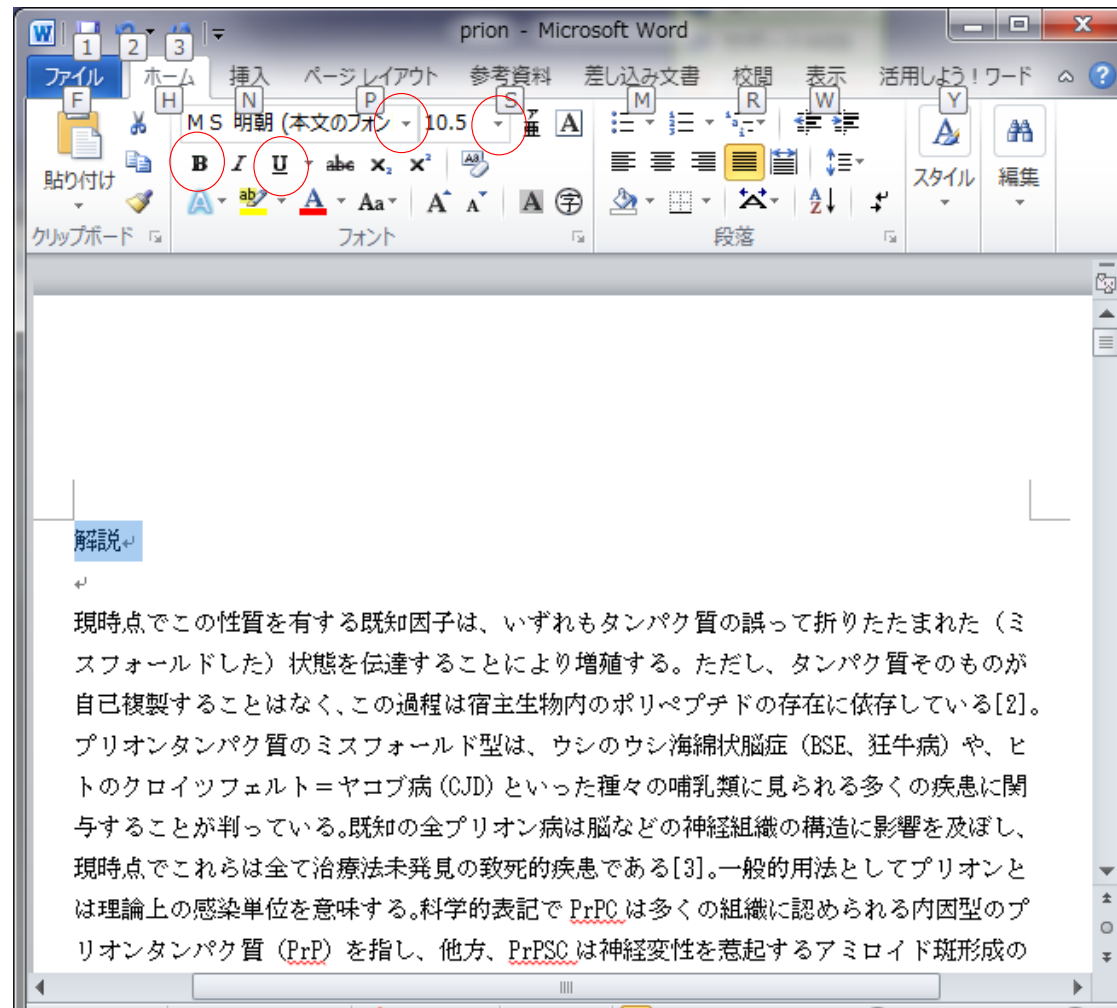 prion - Microsoft Word
1 2 3
ファイル ホーム 挿入 ページ レイアウト 参考資料 差し込み文書 校閲 表示 活用しよう!ワード
F H N P S M R W Y
MS 明朝 (本文のフォン 10.5
B I U abc x₂ x²
Aa A A A 字
貼り付け スタイル 編集
クリップボード フォント 段落
解説
現時点でこの性質を有する既知因子は、いずれもタンパク質の誤って折りたたまれた(ミ
スフォールドした)状態を伝達することにより増殖する。ただし、タンパク質そのものが
自己複製することはなく、この過程は宿主生物内のポリペプチドの存在に依存している[2]。
プリオンタンパク質のミスフォールド型は、ウシのウシ海綿状脳症(BSE、狂牛病)や、ヒ
トのクロイツフェルト=ヤコブ病(CJD)といった種々の哺乳類に見られる多くの疾患に関
与することが判っている。既知の全プリオン病は脳などの神経組織の構造に影響を及ぼし、
現時点でこれらは全て治療法未発見の致死的疾患である[3]。一般的用法としてプリオンと
は理論上の感染単位を意味する。科学的表記で PrPC は多くの組織に認められる内因型のプ
リオンタンパク質(PrP)を指し、他方、PrPSC は神経変性を惹起するアミロイド斑形成の